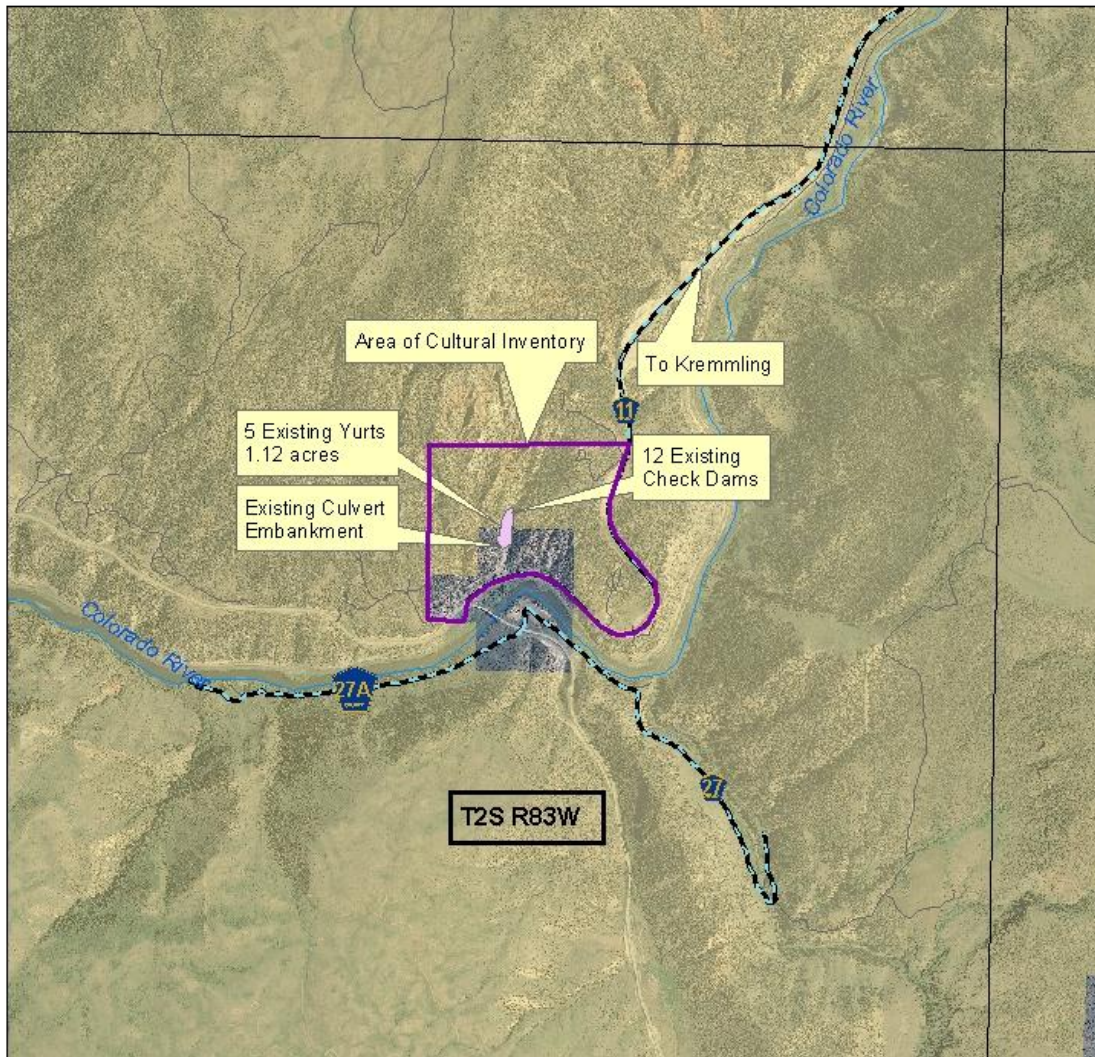 Colorado River
Area of Cultural Inventory
To Kremmling
11
5 Existing Yurts
1.12 acres
12 Existing
Check Dams
Existing Culvert
Embankment
Colorado River
27A
27
T2S R83W